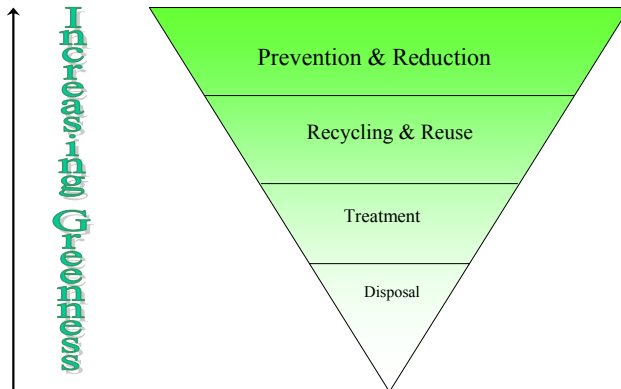 Increasing Greenness
Prevention & Reduction
Recycling & Reuse
Treatment
Disposal